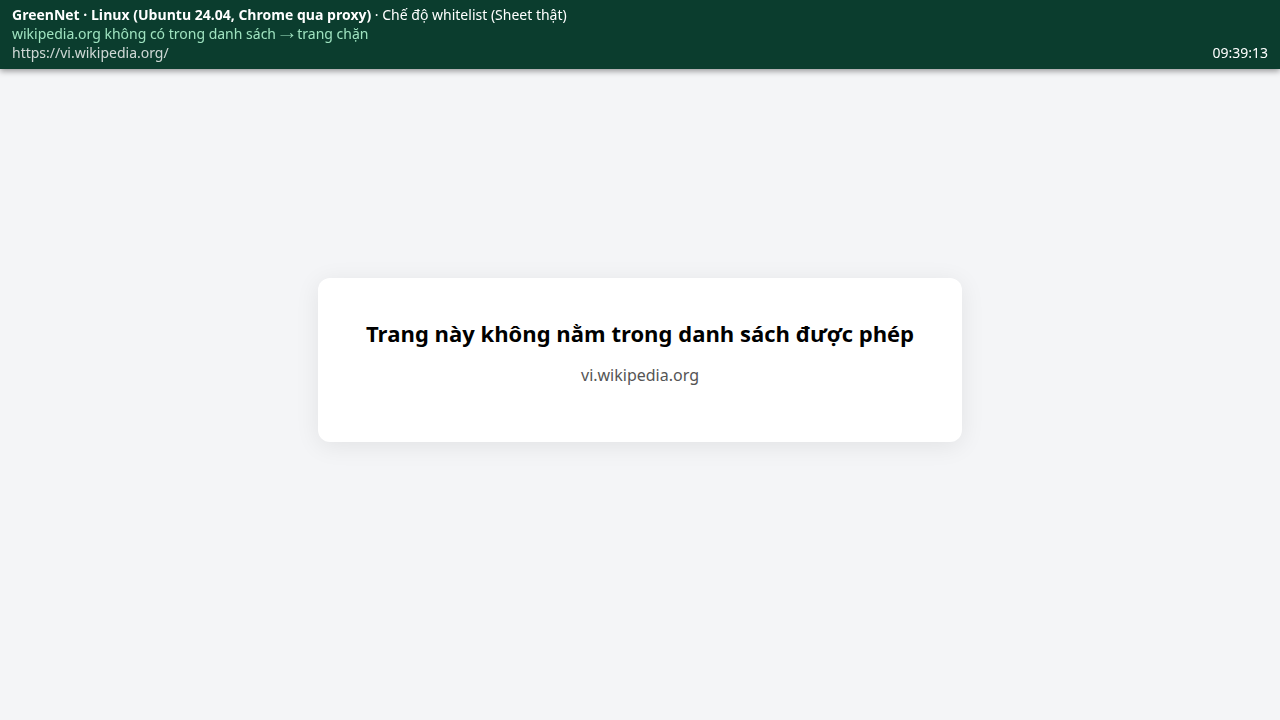 GreenNet · Linux (Ubuntu 24.04, Chrome qua proxy) · Chế độ whitelist (Sheet thật)
wikipedia.org không có trong danh sách → trang chặn
https://vi.wikipedia.org/
09:39:13
Trang này không nằm trong danh sách được phép
vi.wikipedia.org